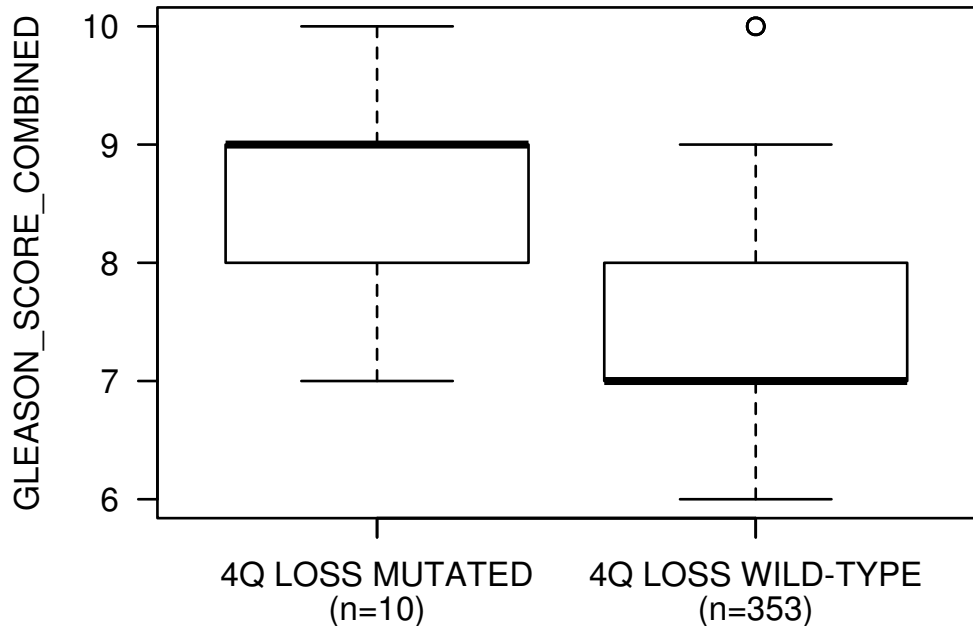 GLEASON_SCORE_COMBINED
10
9
8
7
6
4Q LOSS MUTATED
(n=10)
4Q LOSS WILD-TYPE
(n=353)